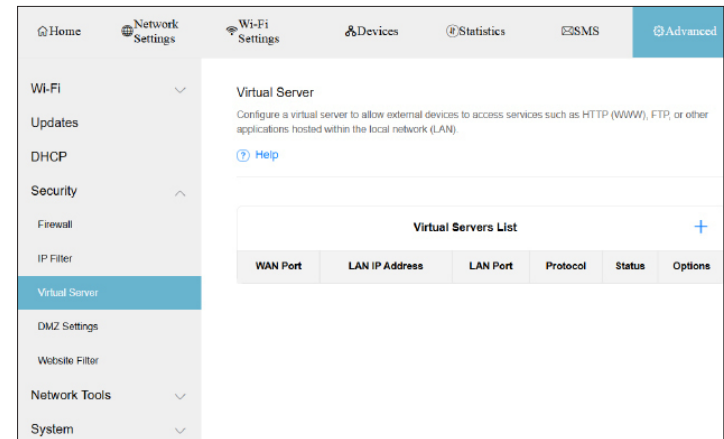 Home
Network
Settings
Wi-Fi
Settings
Devices
Statistics
SMS
Advanced
Wi-Fi
Updates
DHCP
Security
Firewall
IP Filter
Virtual Server
DMZ Settings
Website Filter
Network Tools
System
Virtual Server
Configure a virtual server to allow external devices to access services such as HTTP (WWW), FTP, or other
applications hosted within the local network (LAN).
? Help
Virtual Servers List +
WAN Port LAN IP Address LAN Port Protocol Status Options